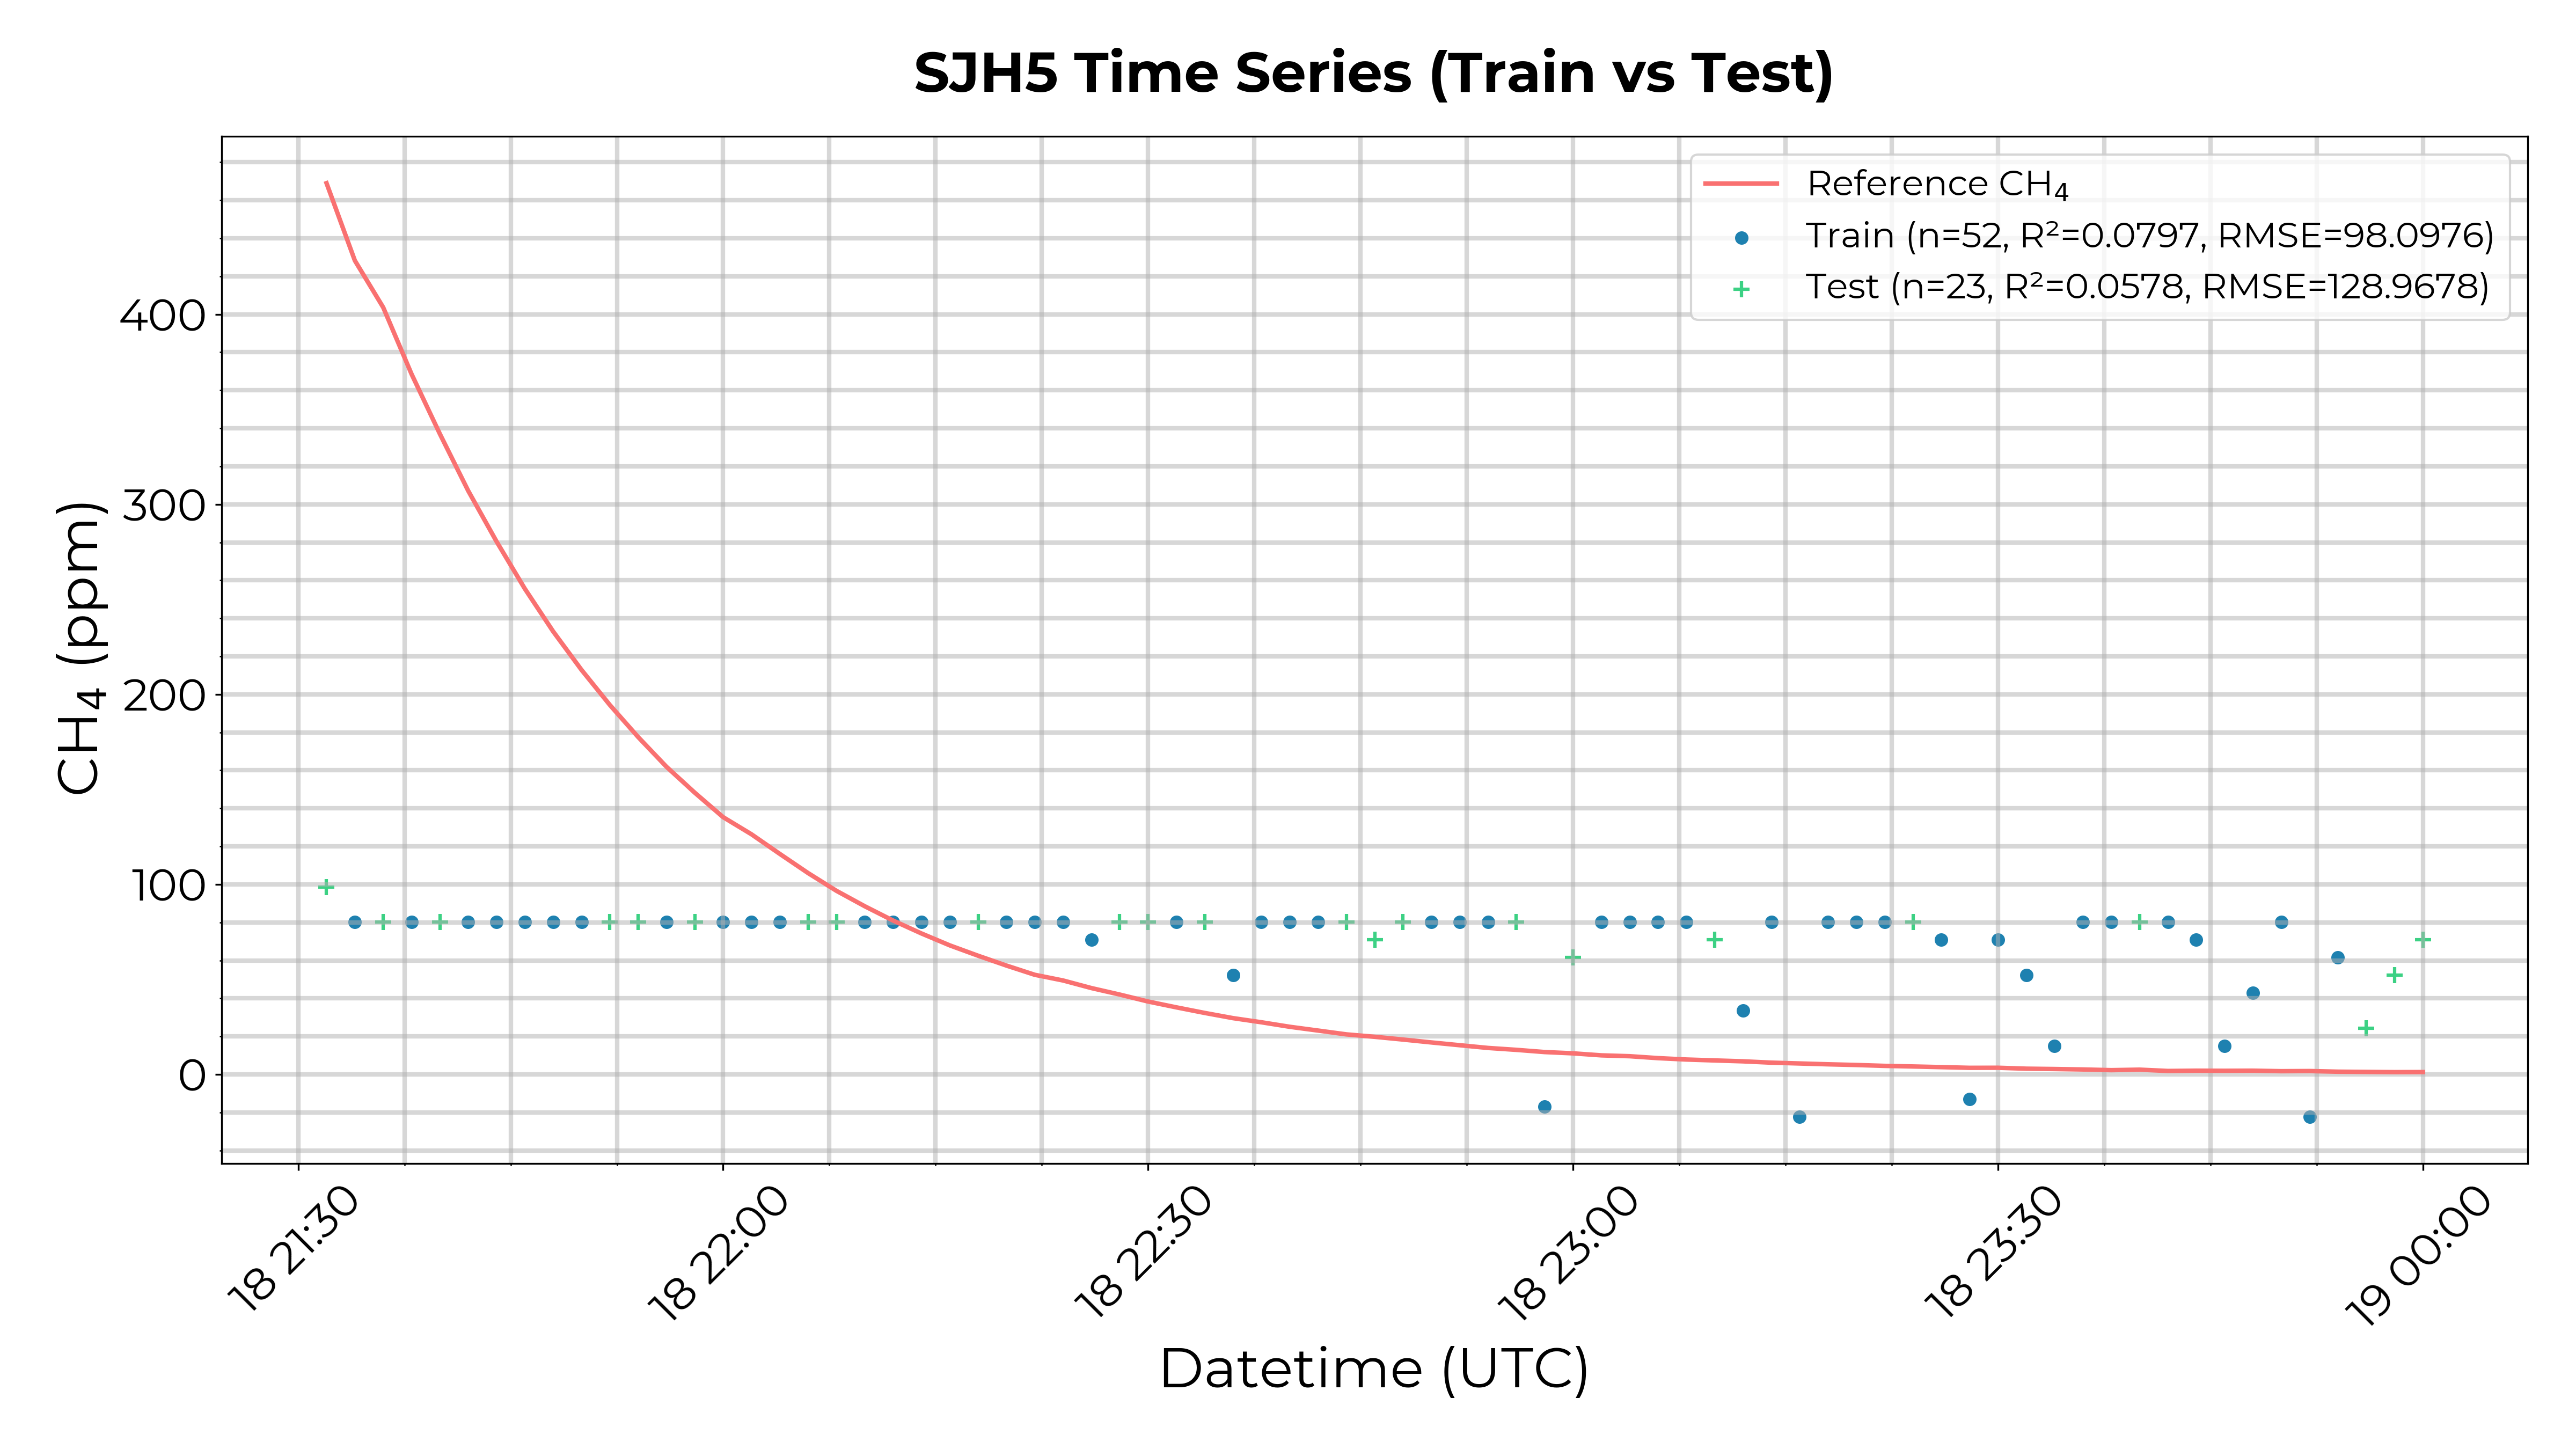 SJH5 Time Series (Train vs Test)
Reference CH₄
Train (n=52, R²=0.0797, RMSE=98.0976)
Test (n=23, R²=0.0578, RMSE=128.9678)
CH₄ (ppm)
400
300
200
100
0
18 21:30
18 22:00
18 22:30
18 23:00
18 23:30
19 00:00
Datetime (UTC)